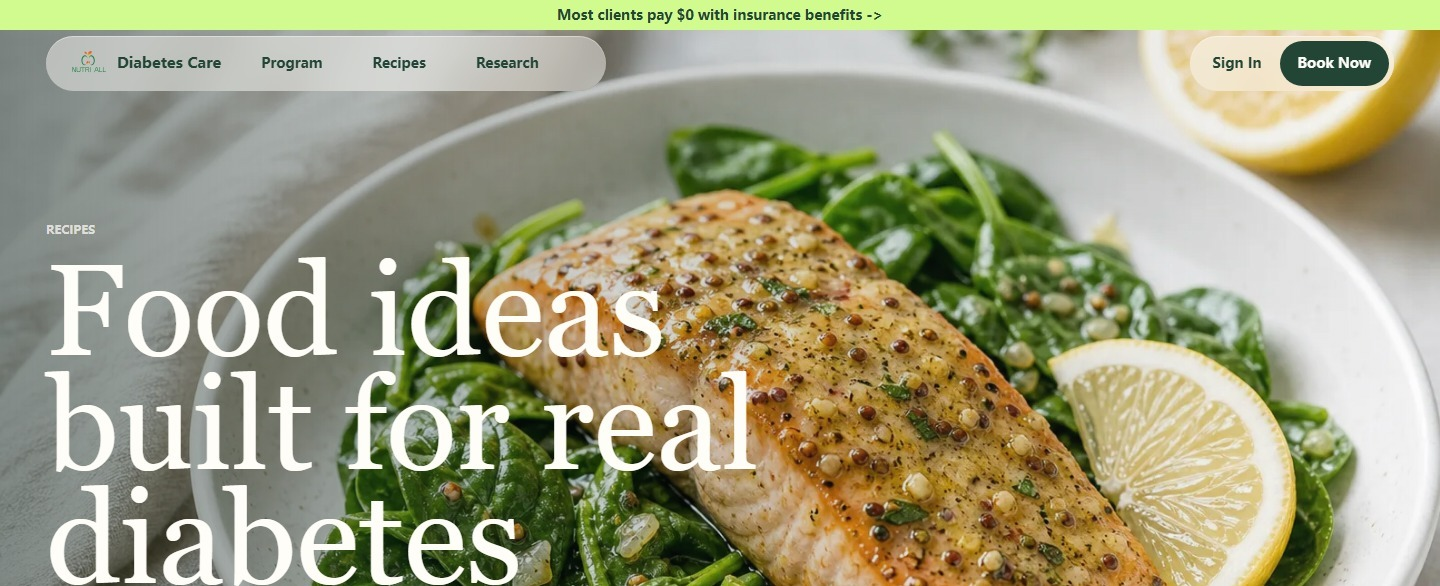 Most clients pay $0 with insurance benefits ->
NUTRI ALL
Diabetes Care Program Recipes Research Sign In Book Now
RECIPES
Food ideas
built for real
diabetes